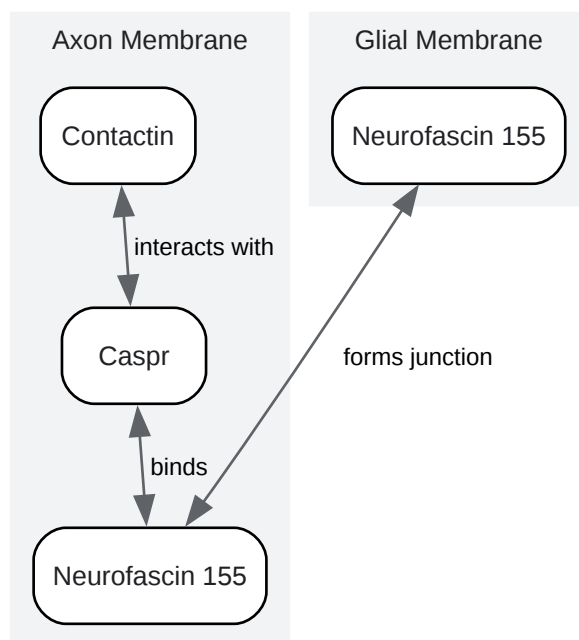 Axon Membrane
Glial Membrane
Contactin
Neurofascin 155
interacts with
Caspr
forms junction
binds
Neurofascin 155